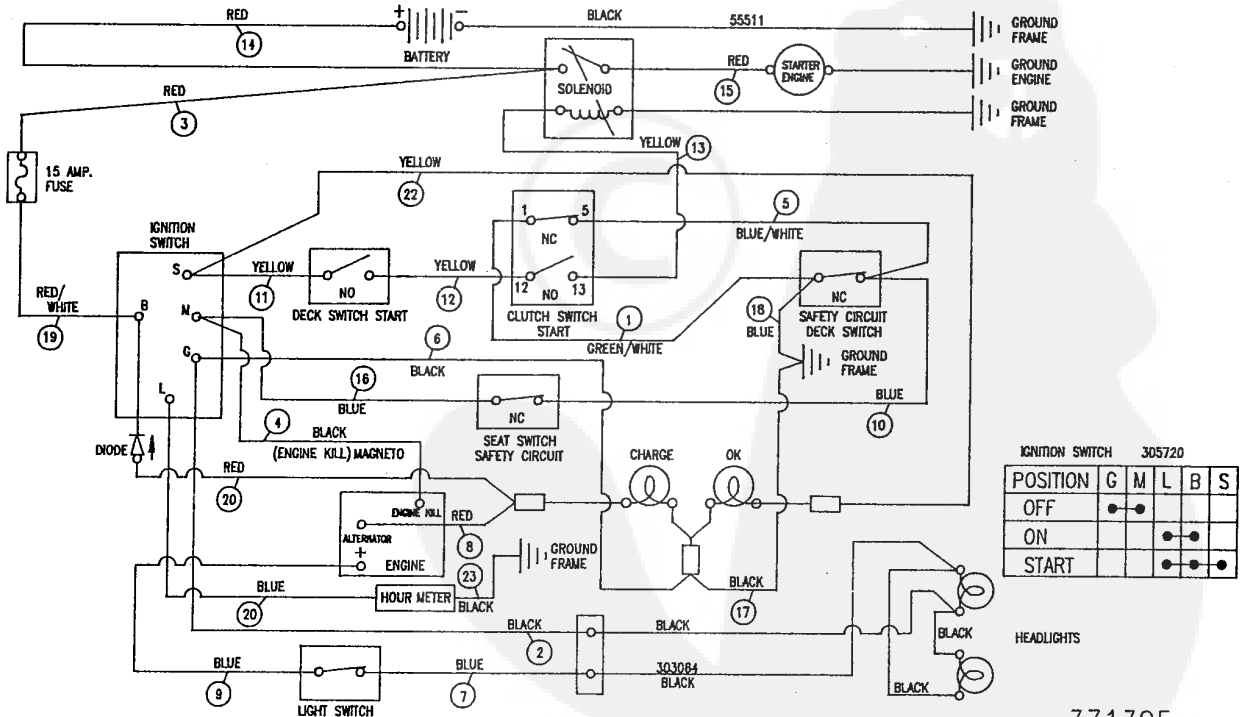 RED
14
+
−
BATTERY
BLACK
55511
GROUND
FRAME
SOLENOID
RED
15
STARTER
ENGINE
GROUND
ENGINE
GROUND
FRAME
RED
3
YELLOW
13
15 AMP.
FUSE
YELLOW
22
IGNITION
SWITCH
S
B
N
G
L
RED/
WHITE
19
YELLOW
11
NO
DECK SWITCH START
YELLOW
12
1
5
NC
12
13
NO
CLUTCH SWITCH
START
5
BLUE/WHITE
NC
SAFETY CIRCUIT
DECK SWITCH
18
BLUE
1
GREEN/WHITE
6
BLACK
GROUND
FRAME
16
BLUE
NC
SEAT SWITCH
SAFETY CIRCUIT
BLUE
10
4
BLACK
(ENGINE KILL) MAGNETO
DIODE
RED
20
CHARGE
OK
ENGINE KILL
ALTERNATOR
+
ENGINE
RED
8
GROUND
FRAME
23
BLACK
HOUR METER
BLUE
20
BLACK
17
BLACK
2
BLACK
BLUE
9
LIGHT SWITCH
BLUE
7
303084
BLACK
BLACK
BLACK
HEADLIGHTS
IGNITION SWITCH 305720
POSITION G M L B S
OFF
ON
START